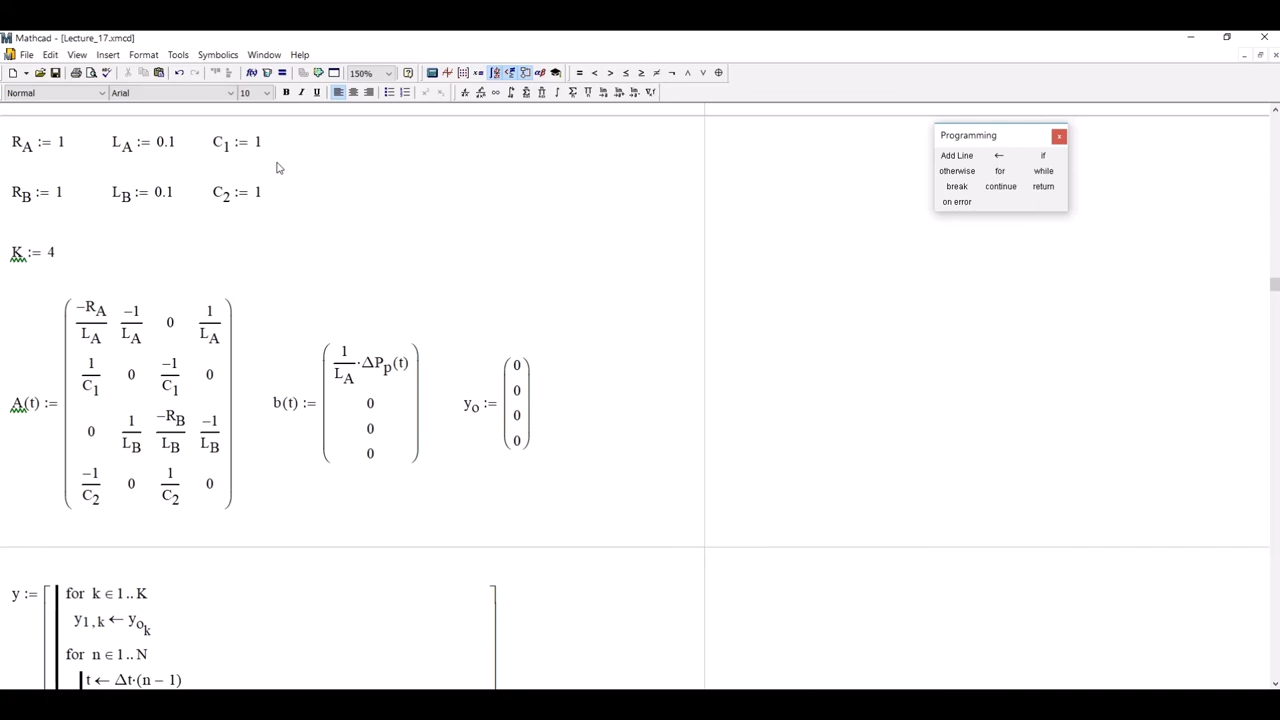 Mathcad - [Lecture_17.xmcd]
File Edit View Insert Format Tools Symbolics Window Help
150%
Normal Arial 10 B I U
R_A := 1 L_A := 0.1 C_1 := 1
R_B := 1 L_B := 0.1 C_2 := 1
K := 4
A(t) := ( -R_A/L_A -1/L_A 0 1/L_A
1/C_1 0 -1/C_1 0
0 1/L_B -R_B/L_B -1/L_B
-1/C_2 0 1/C_2 0 )
b(t) := ( 1/L_A · ΔP_p(t)
0
0
0 )
y_o := ( 0
0
0
0 )
y := for k ∈ 1 .. K
y_1,k ← y_o_k
for n ∈ 1 .. N
t ← Δt·(n − 1)
Programming x
Add Line ← if
otherwise for while
break continue return
on error